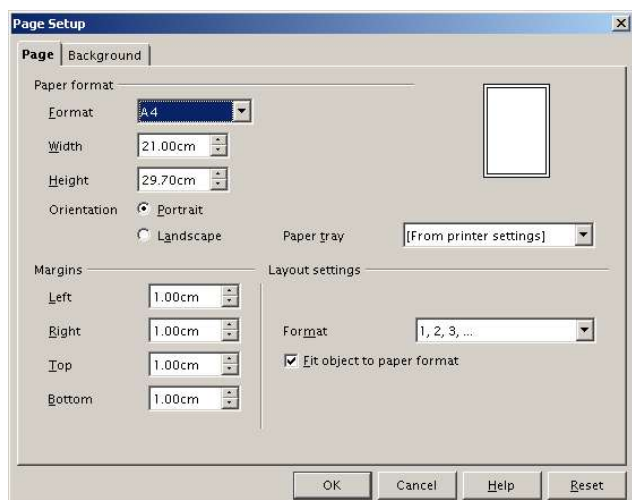 Page Setup
Page Background
Paper format
Format A4
Width 21.00cm
Height 29.70cm
Orientation Portrait
Landscape Paper tray [From printer settings]
Margins Layout settings
Left 1.00cm
Right 1.00cm Format 1, 2, 3, ...
Top 1.00cm Fit object to paper format
Bottom 1.00cm
OK Cancel Help Reset